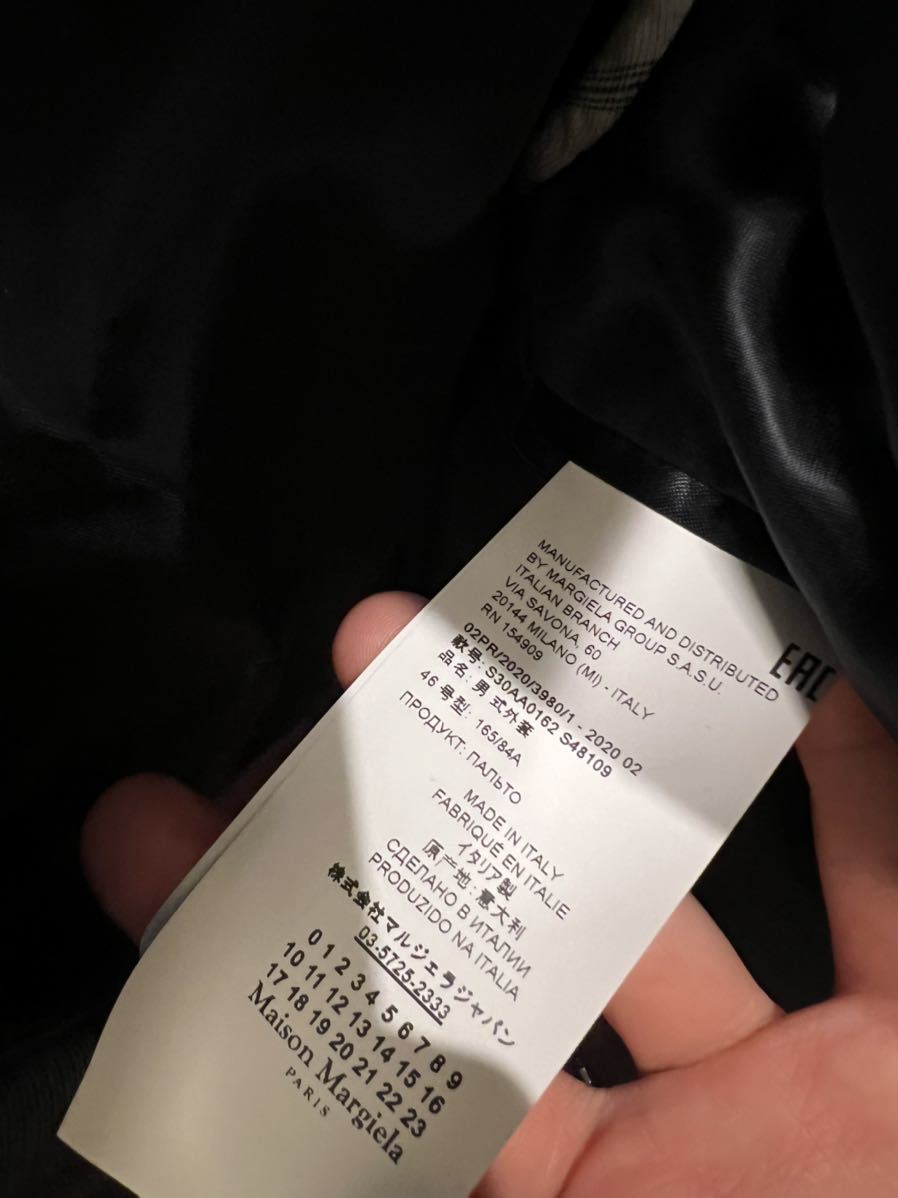 MANUFACTURED AND DISTRIBUTED
BY MARGIELA GROUP S.A.S.U.
ITALIAN BRANCH
VIA SAVONA, 60
20144 MILANO (MI) - ITALY
RN 154909
EAC
02PR/2020/3980/1 - 2020 02
款号: S30AA0162 S48109
品名: 男式外套
46 号型: 165/84A
ПРОДУКТ: ПАЛЬТО
MADE IN ITALY
FABRIQUÉ EN ITALIE
イタリア製
原产地: 意大利
СДЕЛАНО В ИТАЛИИ
PRODUZIDO NA ITALIA
株式会社マルジェラジャパン
03-5725-2333
0 1 2 3 4 5 6 7 8 9
10 11 12 13 14 15 16
17 18 19 20 21 22 23
Maison Margiela
PARIS